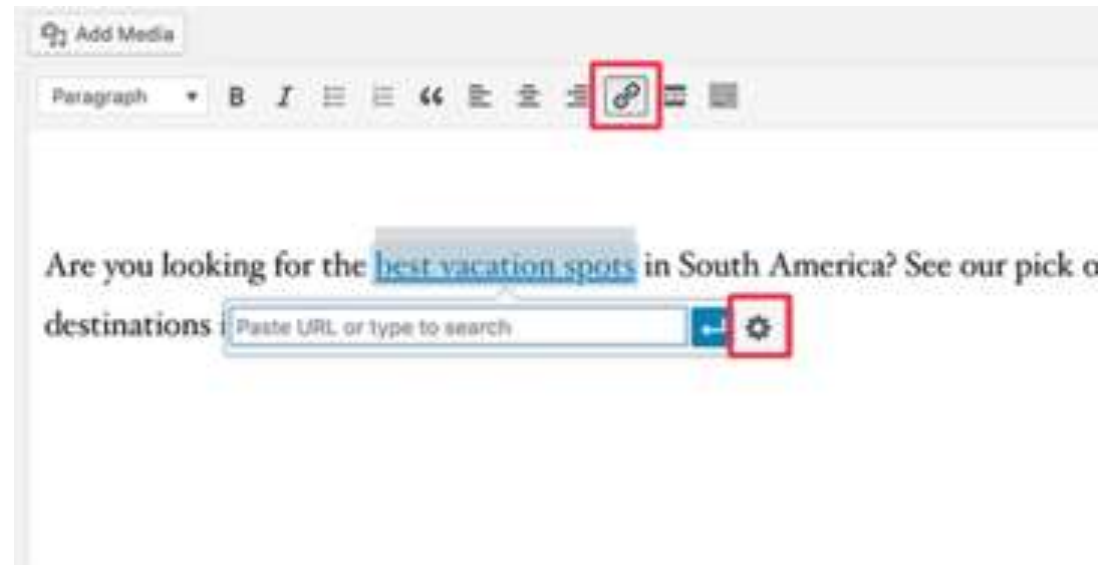 Add Media
Paragraph B I “
Are you looking for the best vacation spots in South America? See our pick o
destinations i Paste URL or type to search